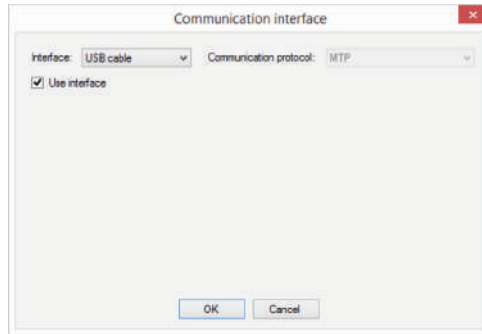 Communication interface
Interface: USB cable Communication protocol: MTP
Use interface
OK Cancel